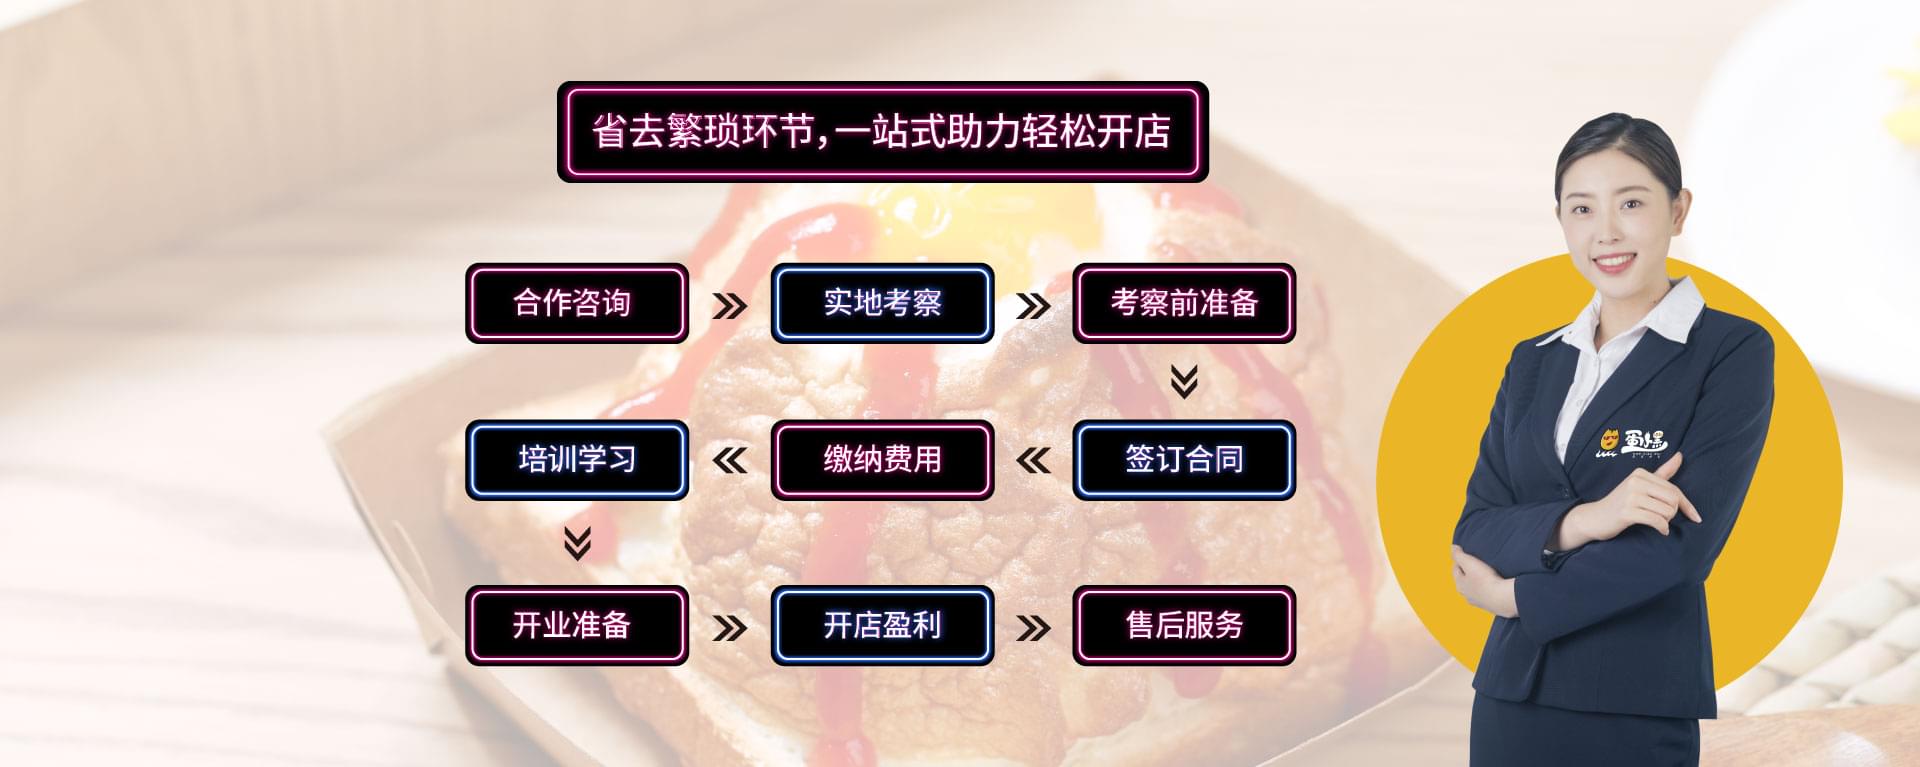 省去繁琐环节，一站式助力轻松开店
合作咨询
实地考察
考察前准备
签订合同
缴纳费用
培训学习
开业准备
开店盈利
售后服务